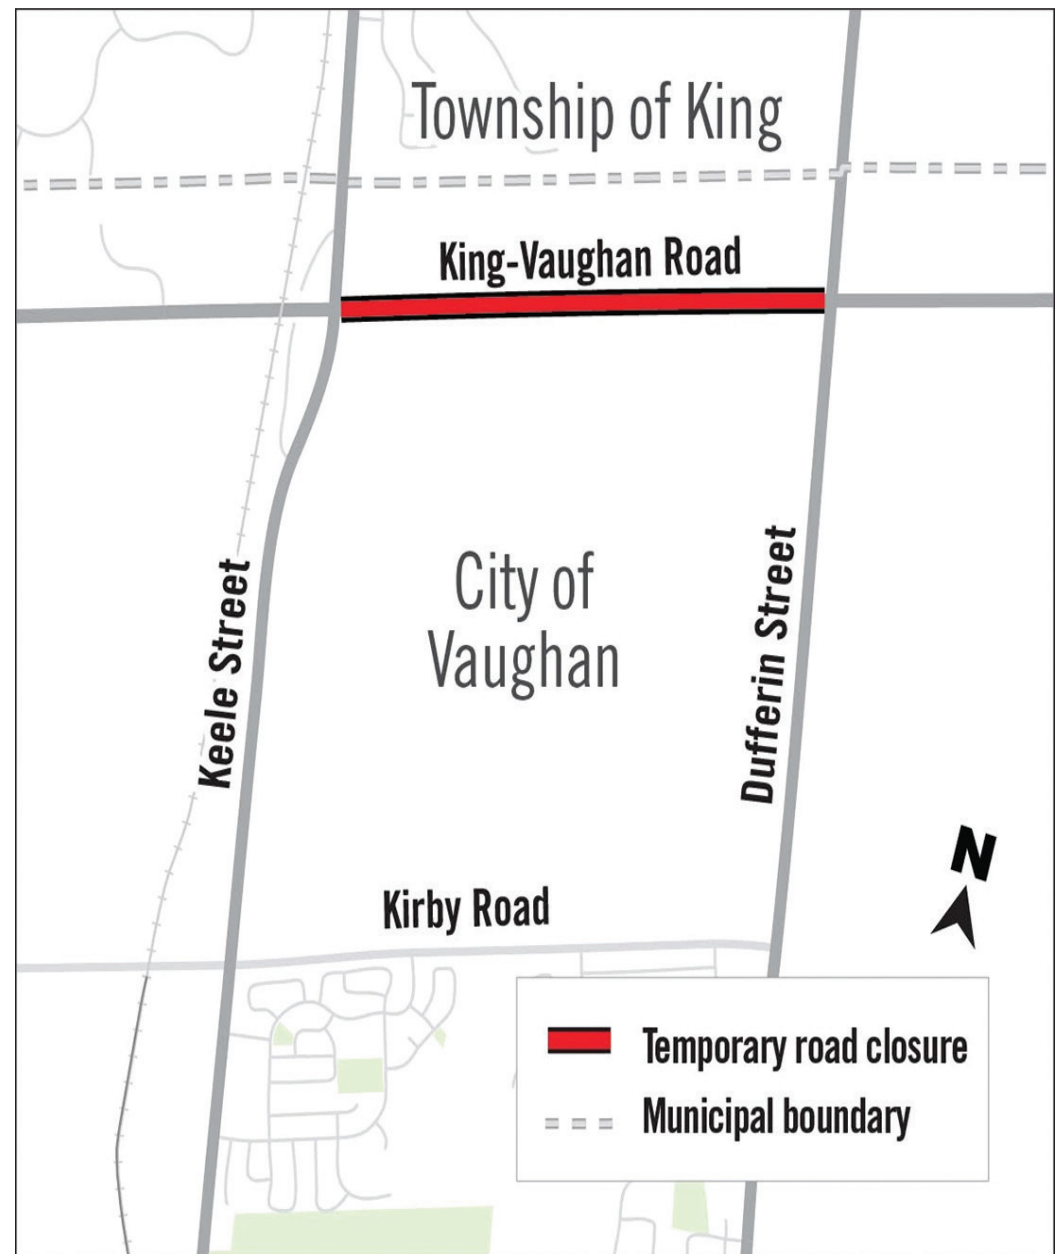 Township of King
King-Vaughan Road
City of
Vaughan
Keele Street
Dufferin Street
Kirby Road
N
Temporary road closure
Municipal boundary